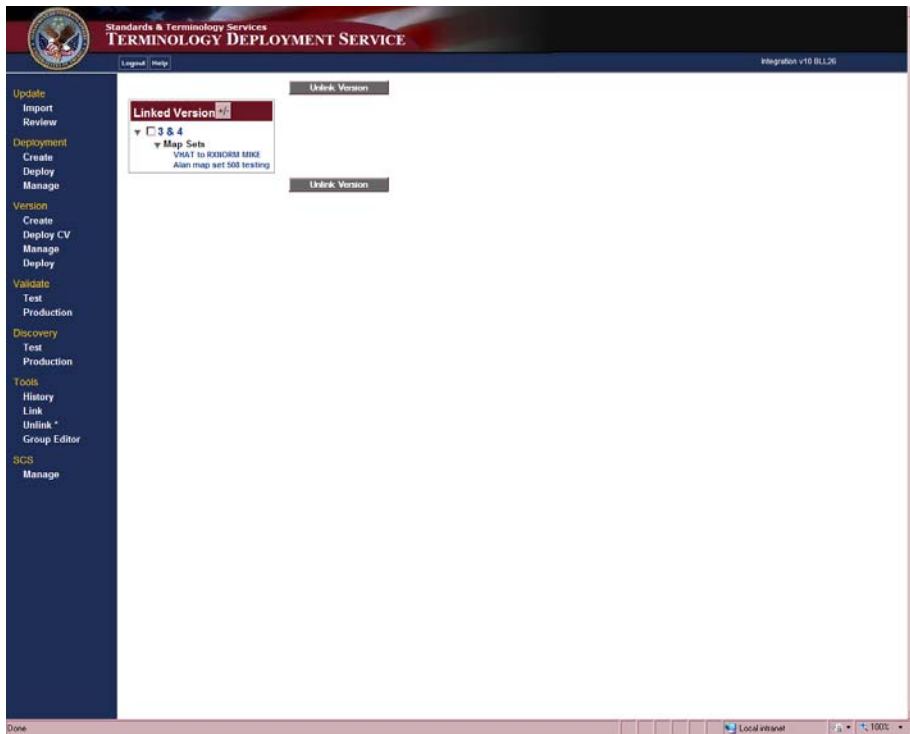 Standards & Terminology Services
TERMINOLOGY DEPLOYMENT SERVICE
Logout Help
Integration v10 BLL26
Update
Import
Review
Deployment
Create
Deploy
Manage
Version
Create
Deploy CV
Manage
Deploy
Validate
Test
Production
Discovery
Test
Production
Tools
History
Link
Unlink *
Group Editor
SCS
Manage
Unlink Version
Linked Version +/-
3 & 4
Map Sets
VHAT to RXNORM MIKE
Alan map set 508 testing
Unlink Version
Done
Local intranet
100%